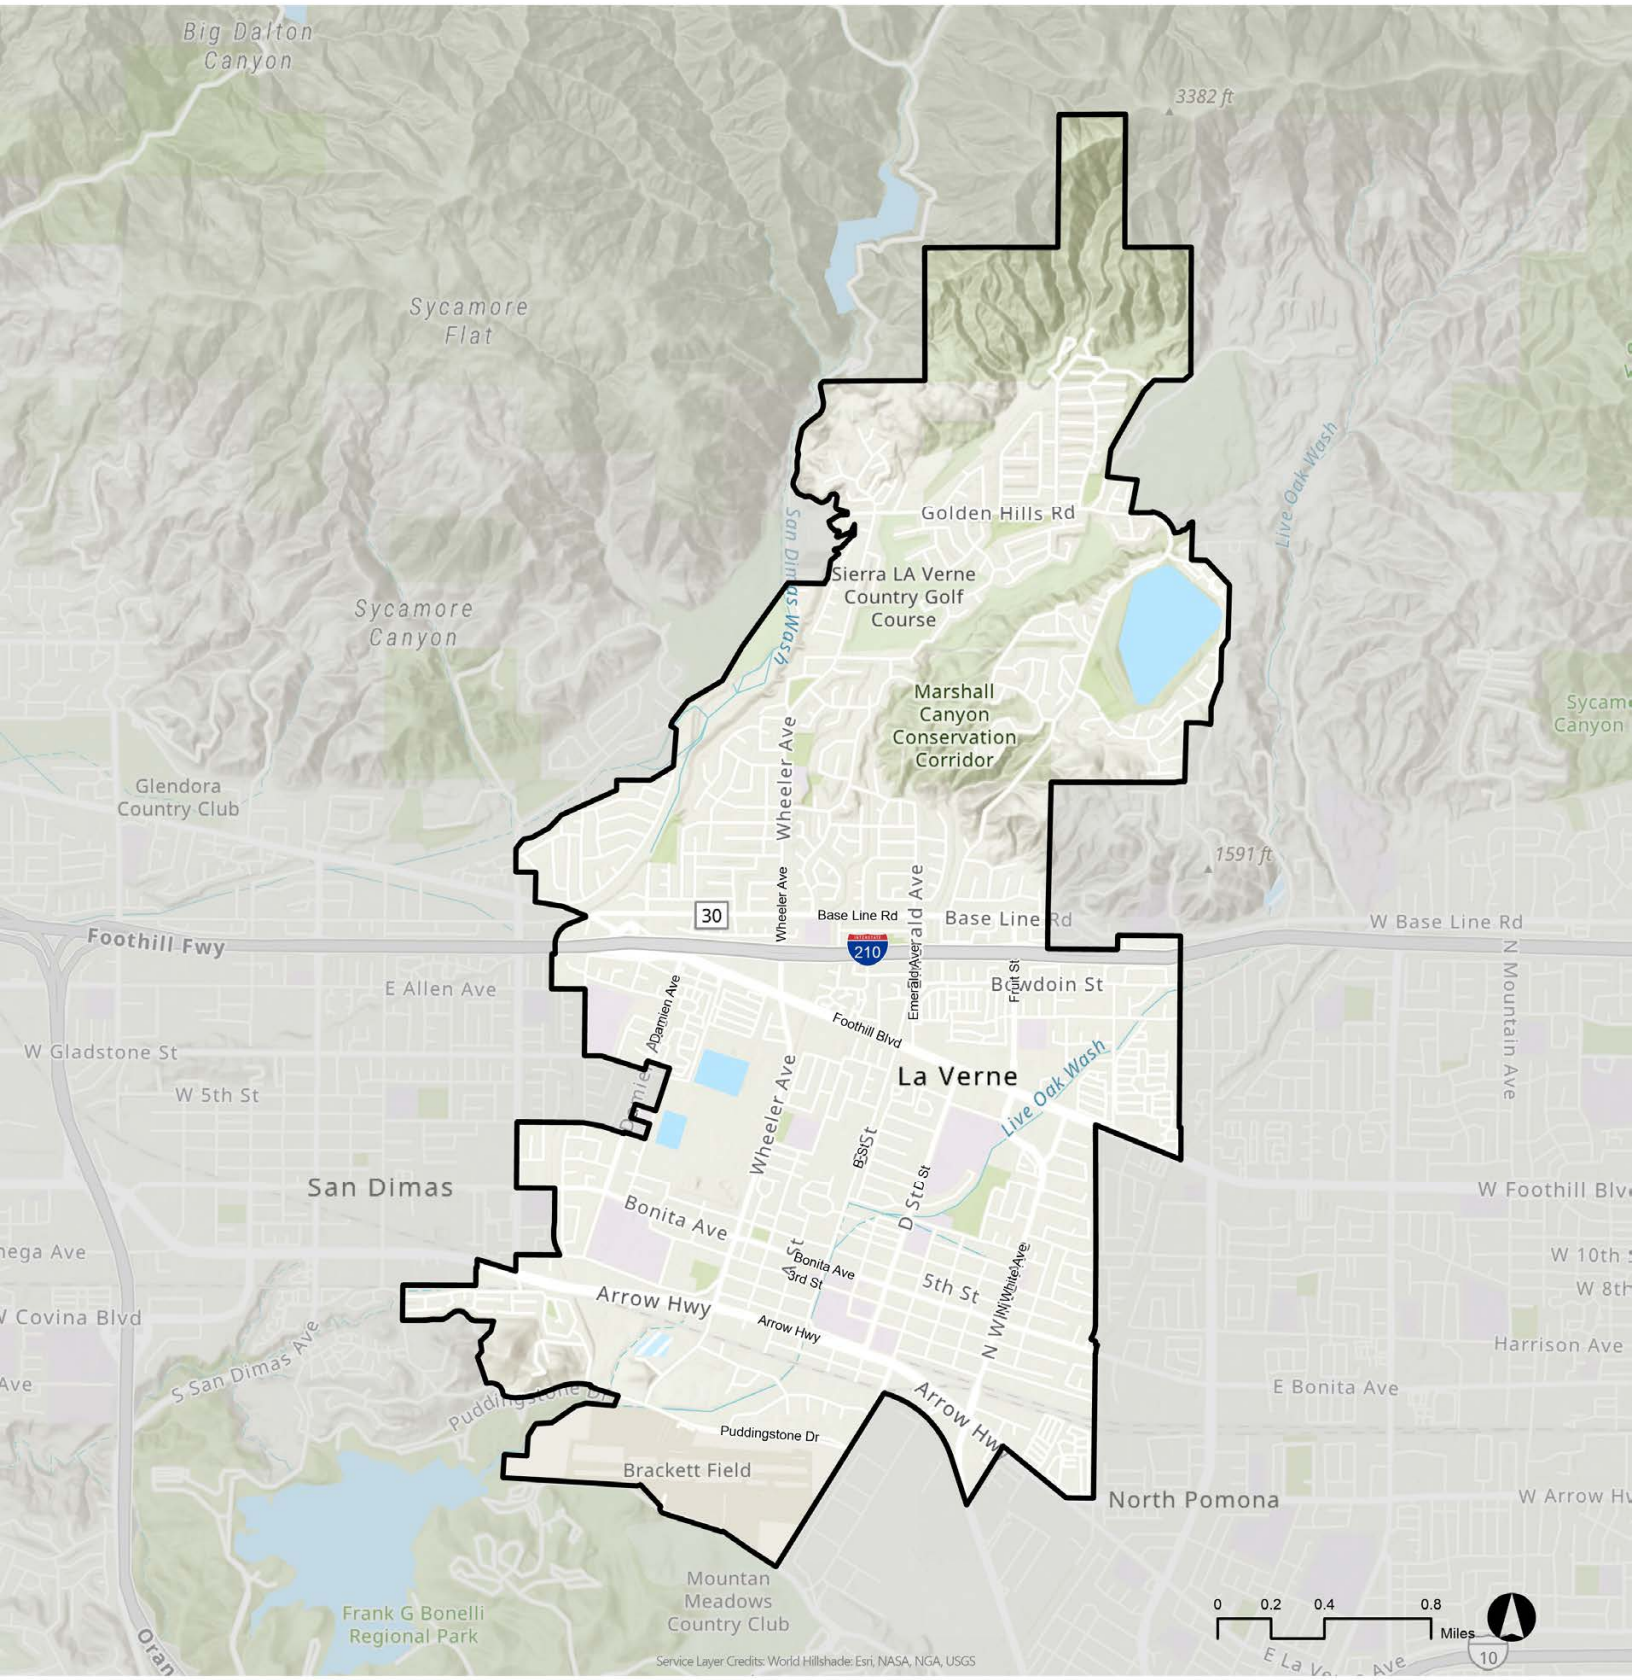 Big Dalton
Canyon
3382 ft
Sycamore
Flat
Live Oak Wash
Golden Hills Rd
San Dimas Wash
Sierra LA Verne
Country Golf
Course
Sycamore
Canyon
Marshall
Canyon
Conservation
Corridor
Canyon
Wheeler Ave
Glendora
Country Club
1591 ft
Wheeler Ave
Emerald Ave
30
Base Line Rd
Base Line Rd
W Base Line Rd
Foothill Fwy
INTERSTATE
210
Emerald Ave
Fruit St
Bowdoin St
N Mountain Ave
E Allen Ave
Damien Ave
Foothill Blvd
W Gladstone St
La Verne
Live Oak Wash
W 5th St
Wheeler Ave
B St
D St
D St
San Dimas
W Foothill
Bonita Ave
A St
Bonita Ave
3rd St
5th St
N White Ave
Ave
W 10th
W 8th
Arrow Hwy
Arrow Hwy
Covina Blvd
S San Dimas Ave
Harrison Ave
Ave
Puddingstone
E Bonita Ave
Arrow Hwy
Puddingstone Dr
Brackett Field
North Pomona
W Arrow
Mountan
Meadows
Country Club
Frank G Bonelli
Regional Park
0 0.2 0.4 0.8
Miles
10
Service Layer Credits: World Hillshade: Esri, NASA, NGA, USGS